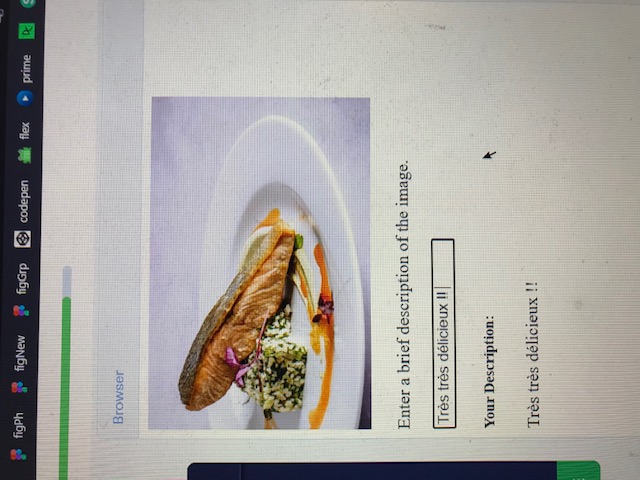 figPh figNew figGrp codepen flex prime
Browser
Enter a brief description of the image.
Très très délicieux !!
Your Description:
Très très délicieux !!